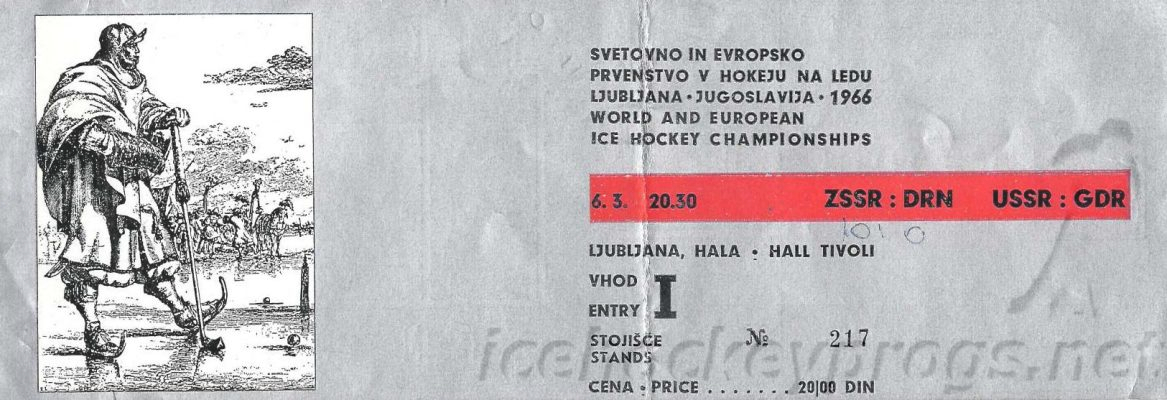 SVETOVNO IN EVROPSKO
PRVENSTVO V HOKEJU NA LEDU
LJUBLJANA • JUGOSLAVIJA • 1966
WORLD AND EUROPEAN
ICE HOCKEY CHAMPIONSHIPS
6. 3. 20.30 ZSSR : DRN USSR : GDR
10 : 0
LJUBLJANA, HALA • HALL TIVOLI
VHOD
ENTRY I
STOJIŠČE
STANDS
№ 217
icehockeyprogs.net
CENA • PRICE . . . . . . . 20|00 DIN